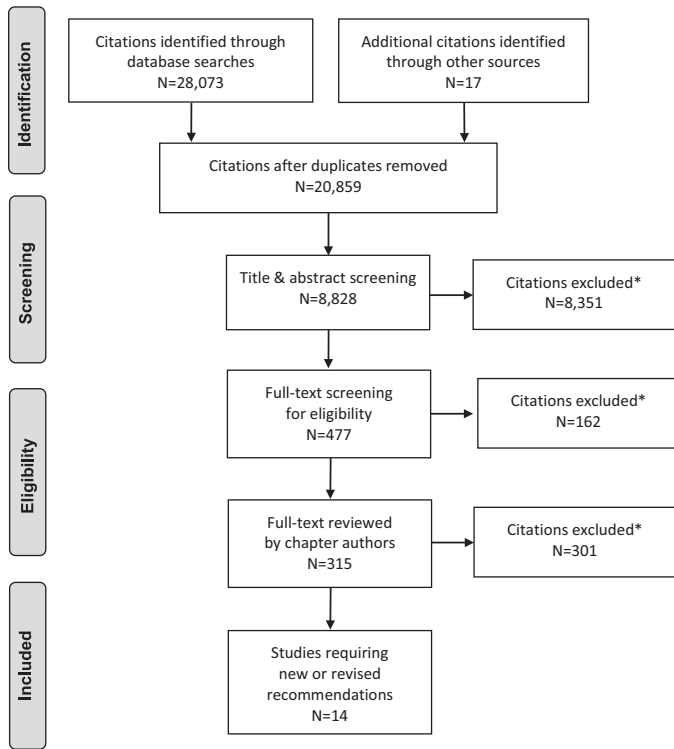 Identification
Citations identified through
database searches
N=28,073
Additional citations identified
through other sources
N=17
Citations after duplicates removed
N=20,859
Screening
Title & abstract screening
N=8,828
Citations excluded*
N=8,351
Eligibility
Full-text screening
for eligibility
N=477
Citations excluded*
N=162
Full-text reviewed
by chapter authors
N=315
Citations excluded*
N=301
Included
Studies requiring
new or revised
recommendations
N=14